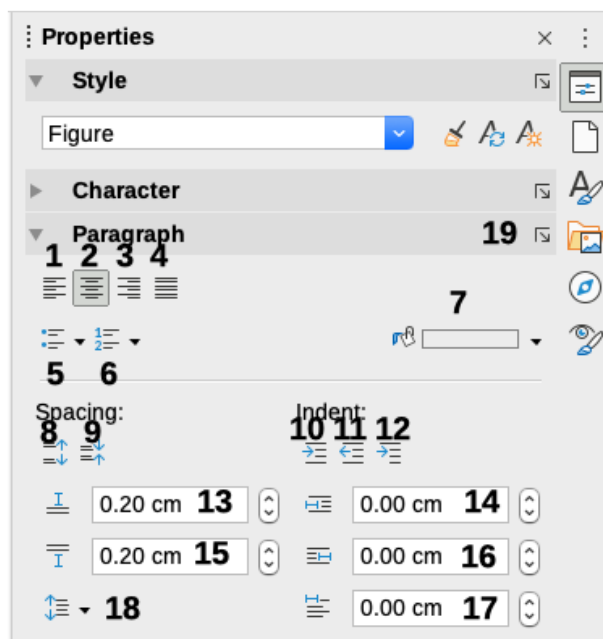 Properties
Style
Figure
Character
Paragraph 19
1 2 3 4
7
5 6
Spacing: Indent:
8 9 10 11 12
0.20 cm 13 0.00 cm 14
0.20 cm 15 0.00 cm 16
18 0.00 cm 17